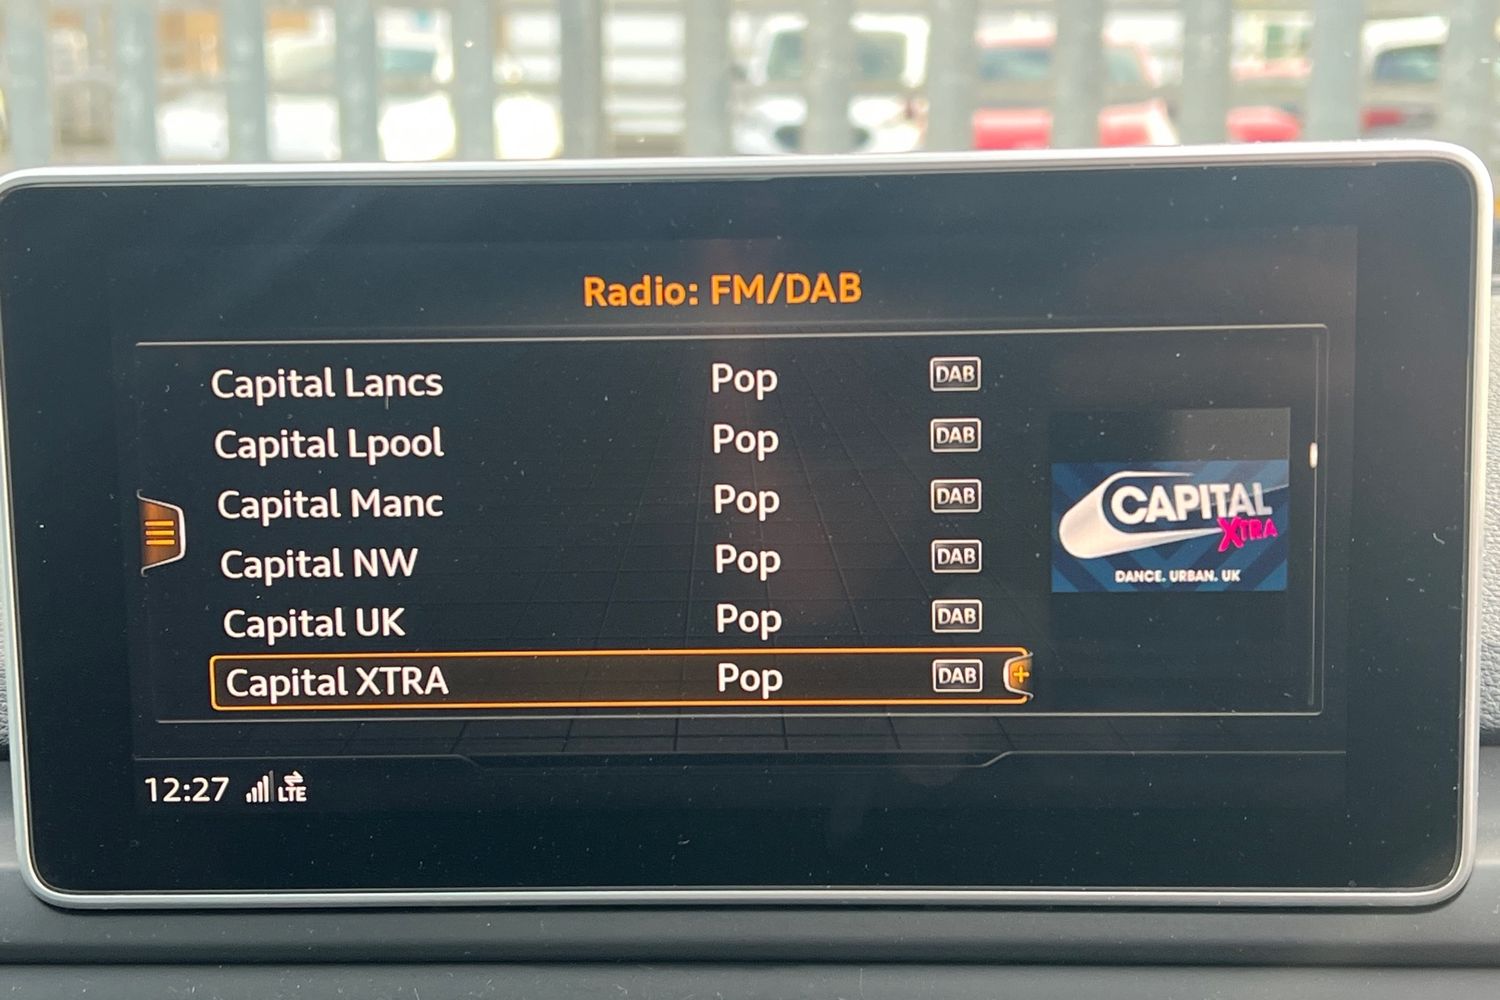 Radio: FM/DAB
Capital Lancs Pop DAB
Capital Lpool Pop DAB
Capital Manc Pop DAB
Capital NW Pop DAB
Capital UK Pop DAB
Capital XTRA Pop DAB +
CAPITAL
XTRA
DANCE. URBAN. UK
12:27 LTE